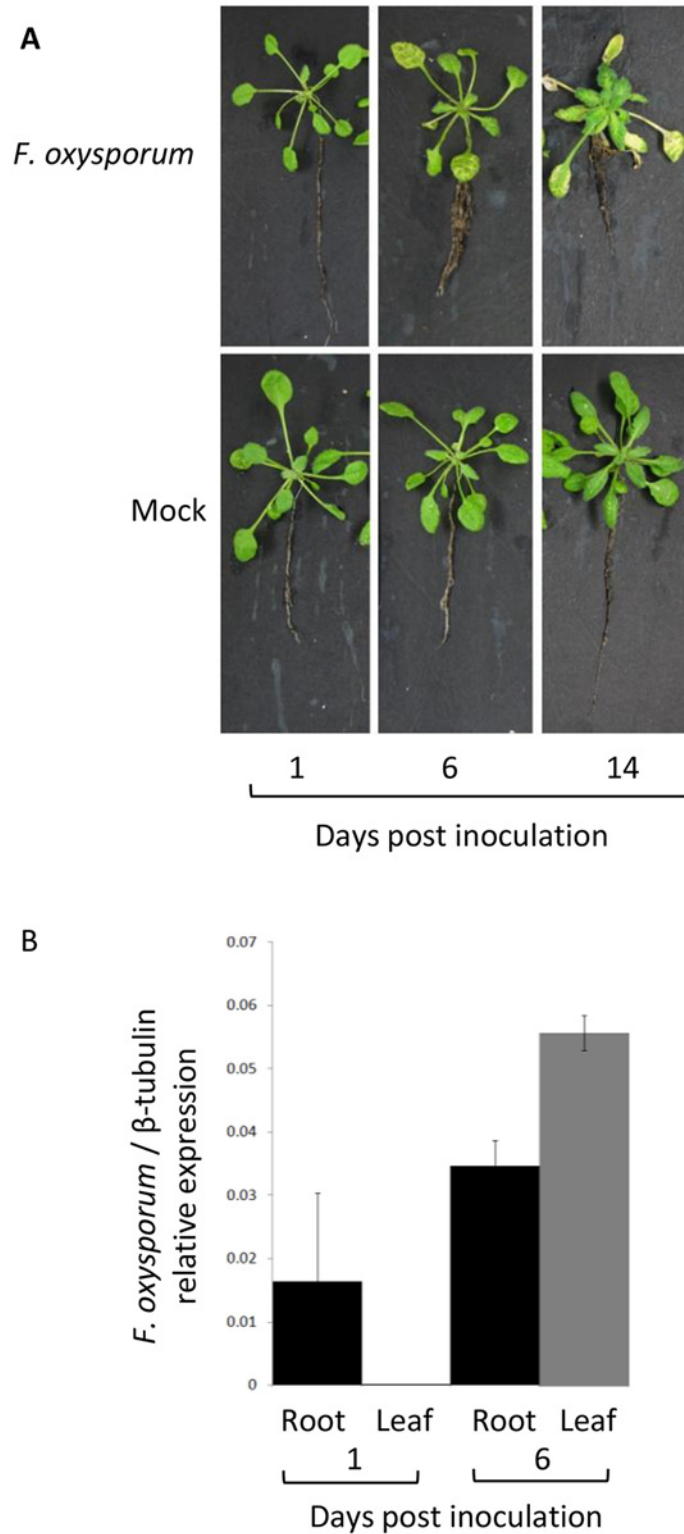 A
F. oxysporum
Mock
1 6 14
Days post inoculation
B
F. oxysporum / β-tubulin
relative expression
0.07
0.06
0.05
0.04
0.03
0.02
0.01
0
Root Leaf Root Leaf
1 6
Days post inoculation